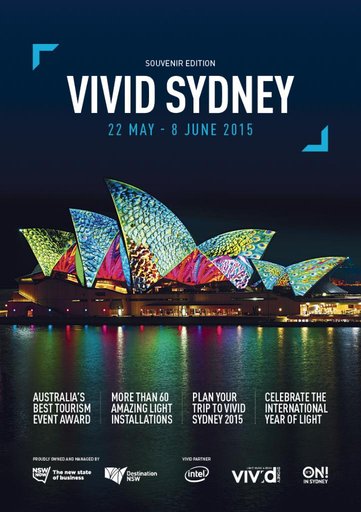 SOUVENIR EDITION
VIVID SYDNEY
22 MAY - 8 JUNE 2015
AUSTRALIA'S
BEST TOURISM
EVENT AWARD
MORE THAN 60
AMAZING LIGHT
INSTALLATIONS
PLAN YOUR
TRIP TO VIVID
SYDNEY 2015
CELEBRATE THE
INTERNATIONAL
YEAR OF LIGHT
PROUDLY OWNED AND MANAGED BY
VIVID PARTNER
NSW
The new state
of business
Destination
NSW
intel
VIVID
SYDNEY
ON!
IN SYDNEY